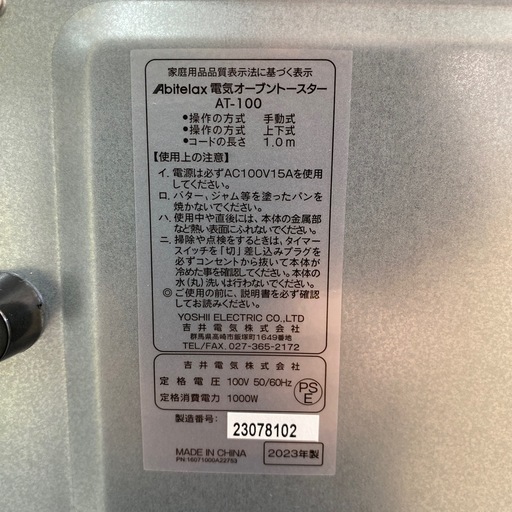 家庭用品品質表示法に基づく表示
Abitelax 電気オーブントースター
AT-100
•操作の方式 手動式
•操作の方式 上下式
•コードの長さ 1.0m
【使用上の注意】
イ. 電源は必ずAC100V15Aを使用
してください。
ロ. バター、ジャム等を塗ったパンを
焼かないでください。
ハ. 使用中や直後には、本体の金属部
など熱い表面にふれないでください。
ニ. 掃除や点検をするときは、タイマー
スイッチを「切」差し込みプラグを
必ずコンセントから抜いて本体が
冷めた事を確認してください。本体の
水(丸)洗いは行わないでください。
◎ご使用の前に、説明書を必ず確認
してお読みください。
YOSHII ELECTRIC CO.,LTD
吉井電気株式会社
群馬県高崎市飯塚町1649番地
TEL/FAX. 027-365-2172
吉井電気株式会社
定格電圧 100V 50/60Hz
定格消費電力 1000W
PS
E
製造番号: 23078102
MADE IN CHINA 2023年製
PN:16071000A22753